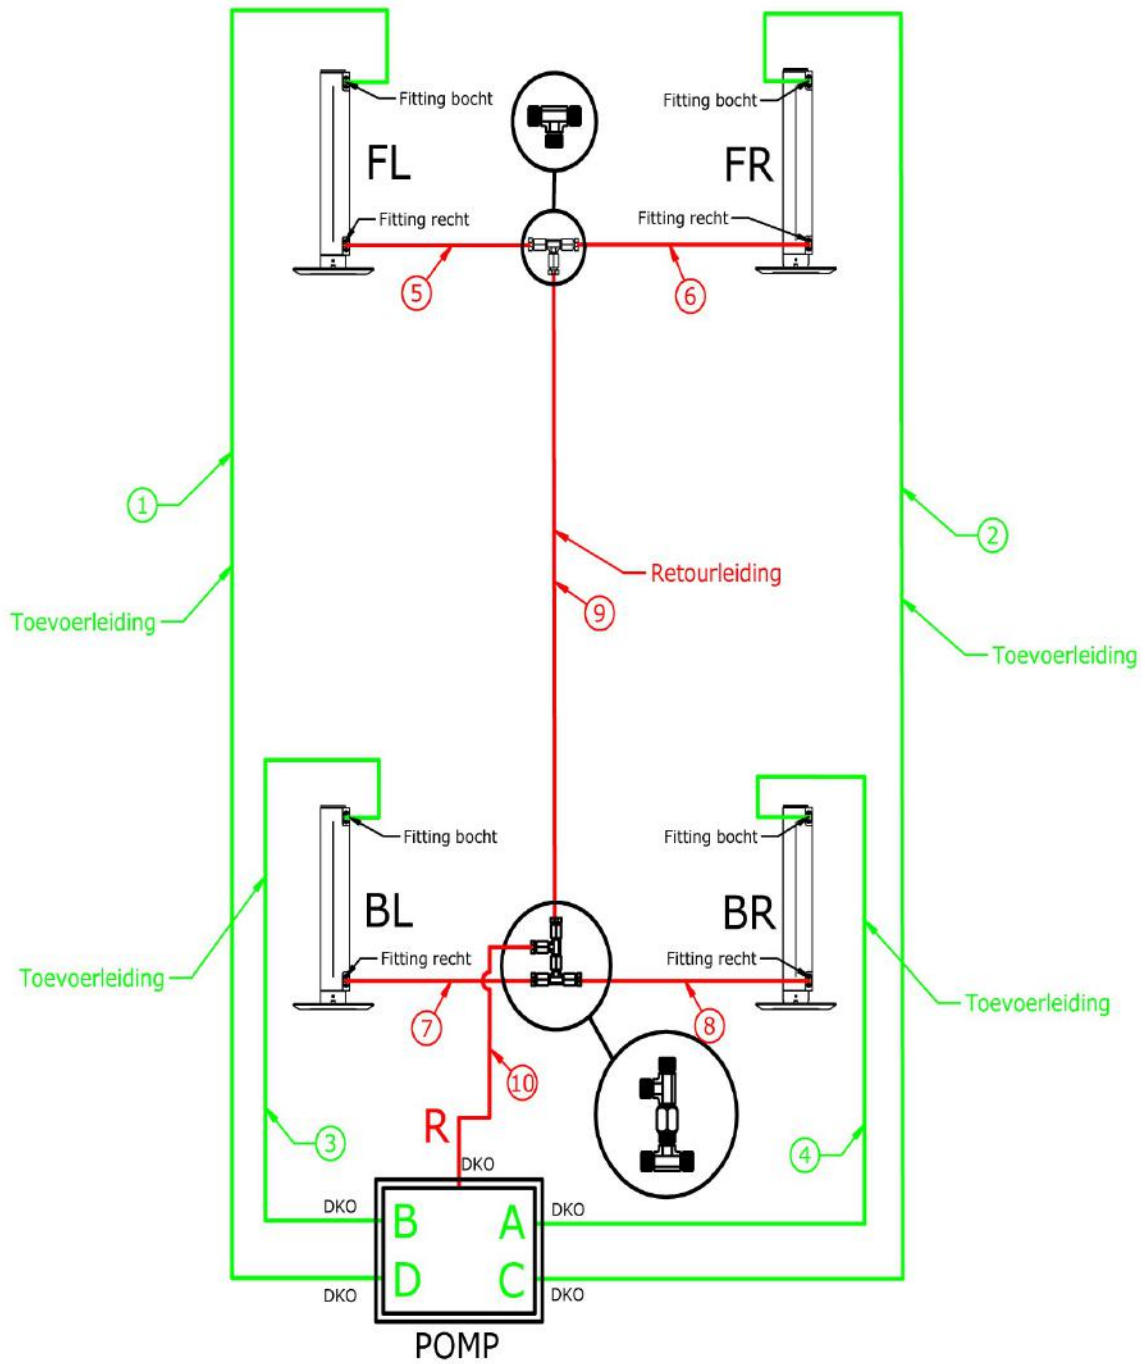 Fitting bocht
Fitting bocht
FL
FR
Fitting recht
Fitting recht
5
6
1
2
Retourleiding
9
Toevoerleiding
Toevoerleiding
Fitting bocht
Fitting bocht
BL
BR
Fitting recht
Fitting recht
Toevoerleiding
Toevoerleiding
7
8
10
R
3
4
DKO
DKO
B
A
DKO
D
C
DKO
DKO
POMP